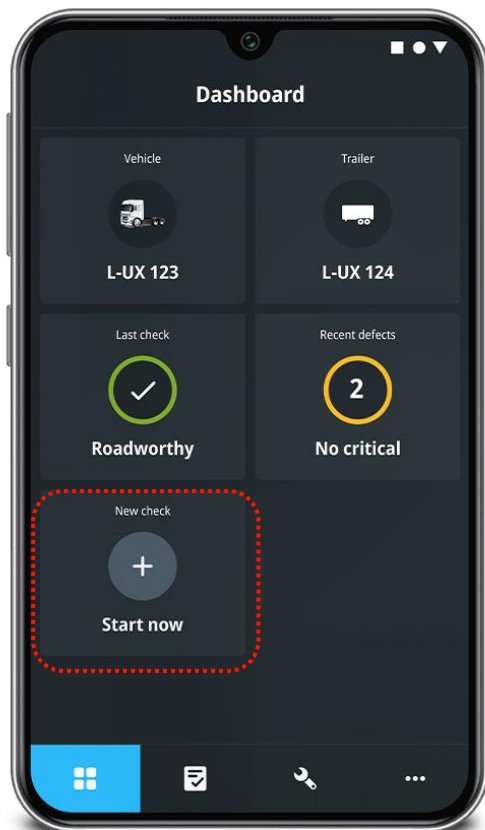 Dashboard
Vehicle
L-UX 123
Trailer
L-UX 124
Last check
Roadworthy
Recent defects
2
No critical
New check
Start now